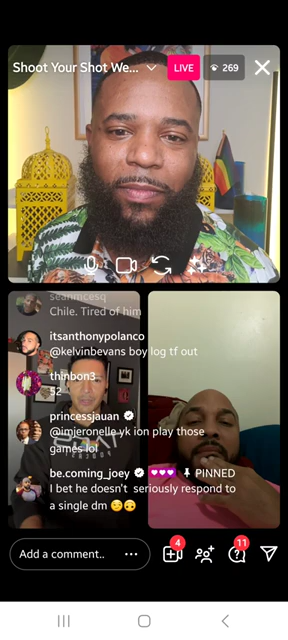 Shoot Your Shot We...
LIVE
269
seanmcesq
Chile. Tired of him
itsanthonypolanco
@kelvinbevans boy log tf out
thinbon3
52
princessjauan
@imjeronelle yk ion play those
games lol
be.coming_joey 💜💜💜 📌 PINNED
I bet he doesn't seriously respond to
a single dm 😏😏
Add a comment..
4
11